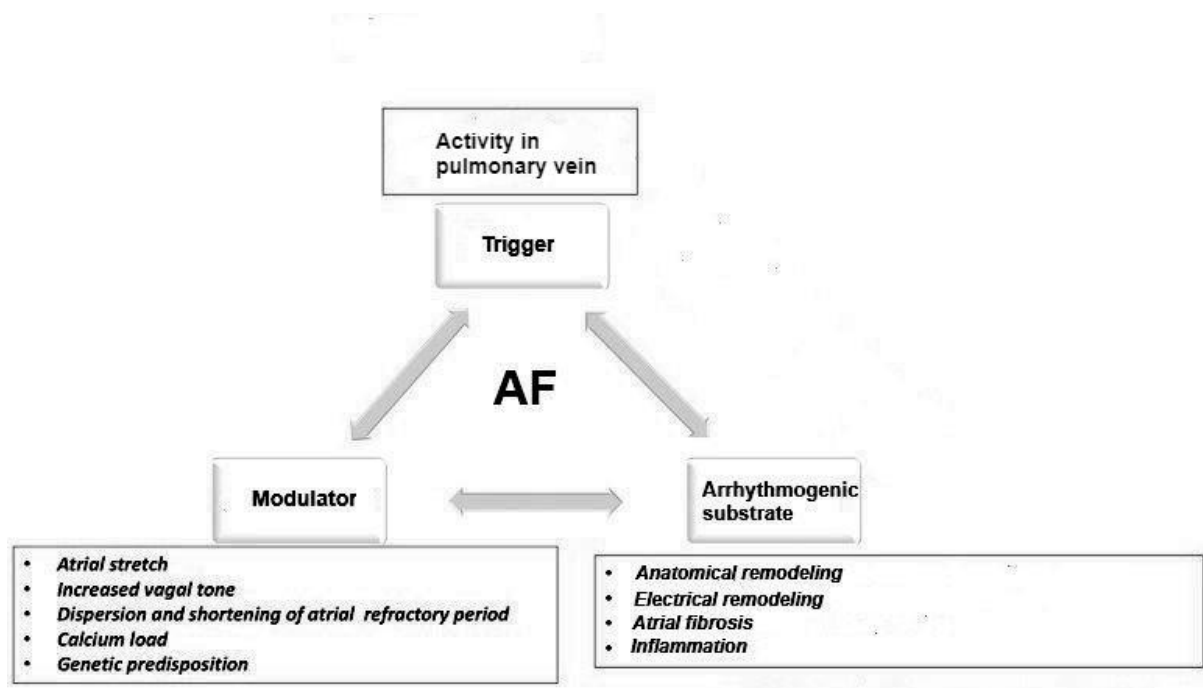 Activity in
pulmonary vein
Trigger
AF
Modulator
Arrhythmogenic
substrate
• Atrial stretch
• Increased vagal tone
• Dispersion and shortening of atrial refractory period
• Calcium load
• Genetic predisposition
• Anatomical remodeling
• Electrical remodeling
• Atrial fibrosis
• Inflammation